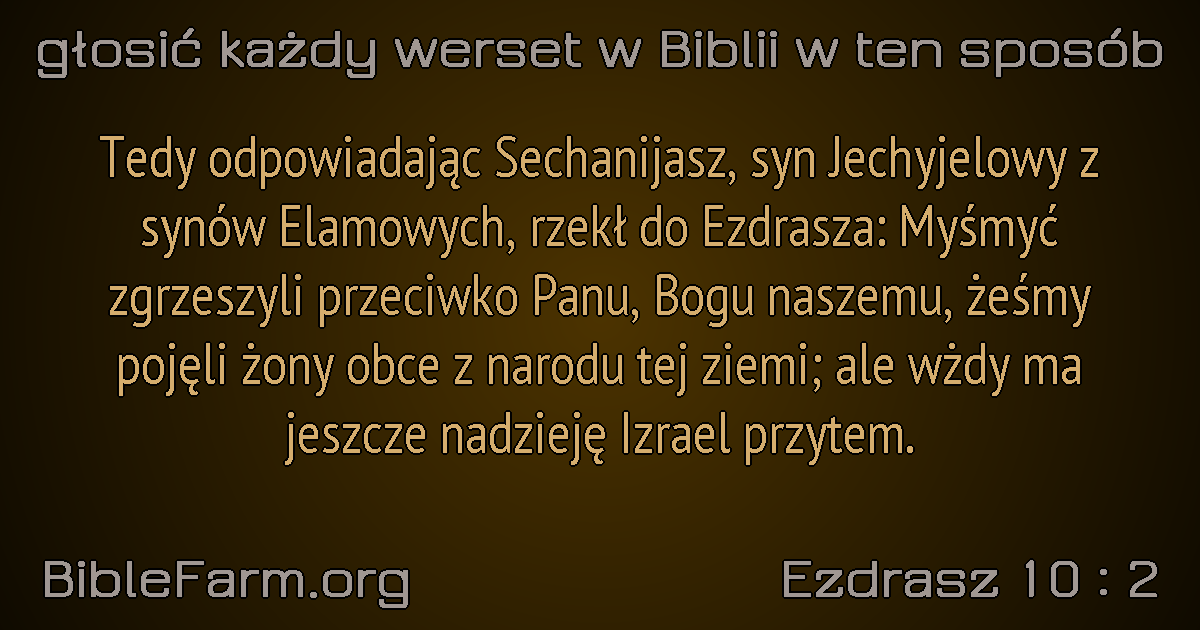 głosić każdy werset w Biblii w ten sposób
Tedy odpowiadając Sechanijasz, syn Jechyjelowy z
synów Elamowych, rzekł do Ezdrasza: Myśmyć
zgrzeszyli przeciwko Panu, Bogu naszemu, żeśmy
pojęli żony obce z narodu tej ziemi; ale wżdy ma
jeszcze nadzieję Izrael przytem.
BibleFarm.org
Ezdrasz 10 : 2